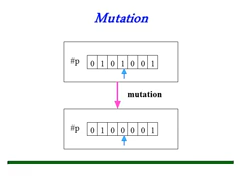 Mutation
#p 0 1 0 1 0 0 1
mutation
#p 0 1 0 0 0 0 1